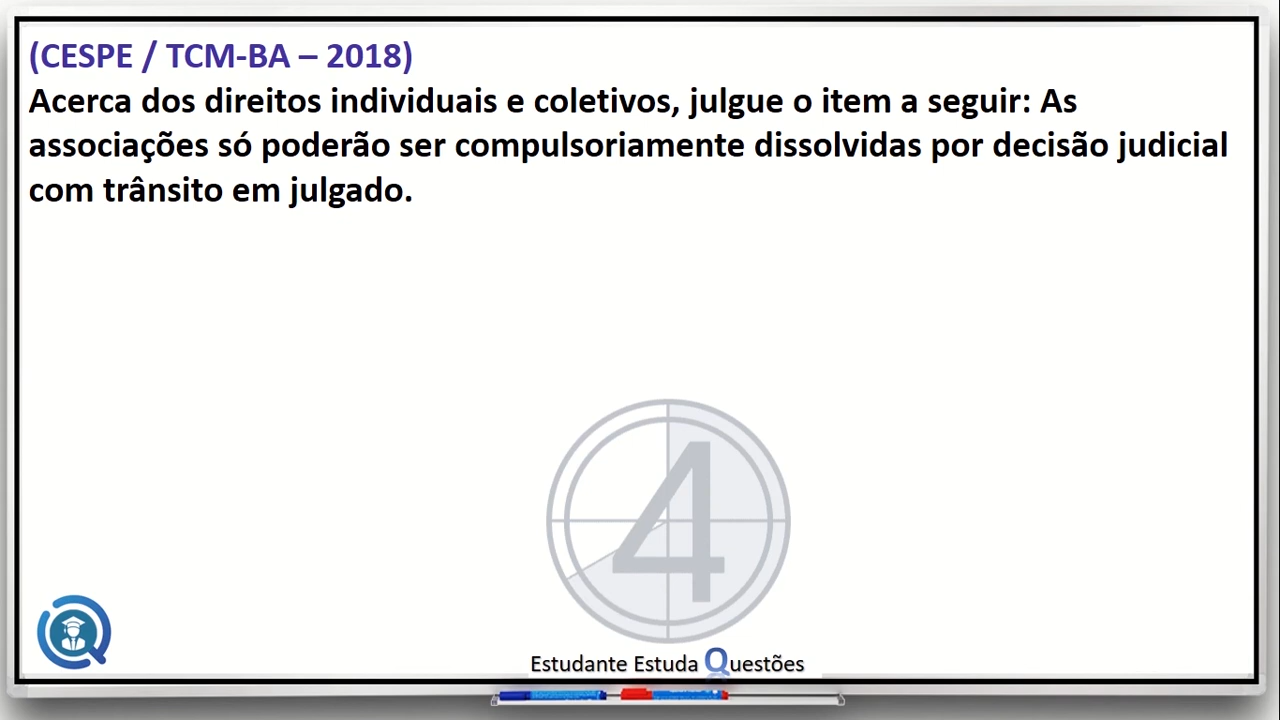 (CESPE / TCM-BA – 2018)
Acerca dos direitos individuais e coletivos, julgue o item a seguir: As
associações só poderão ser compulsoriamente dissolvidas por decisão judicial
com trânsito em julgado.
4
Estudante Estuda Questões